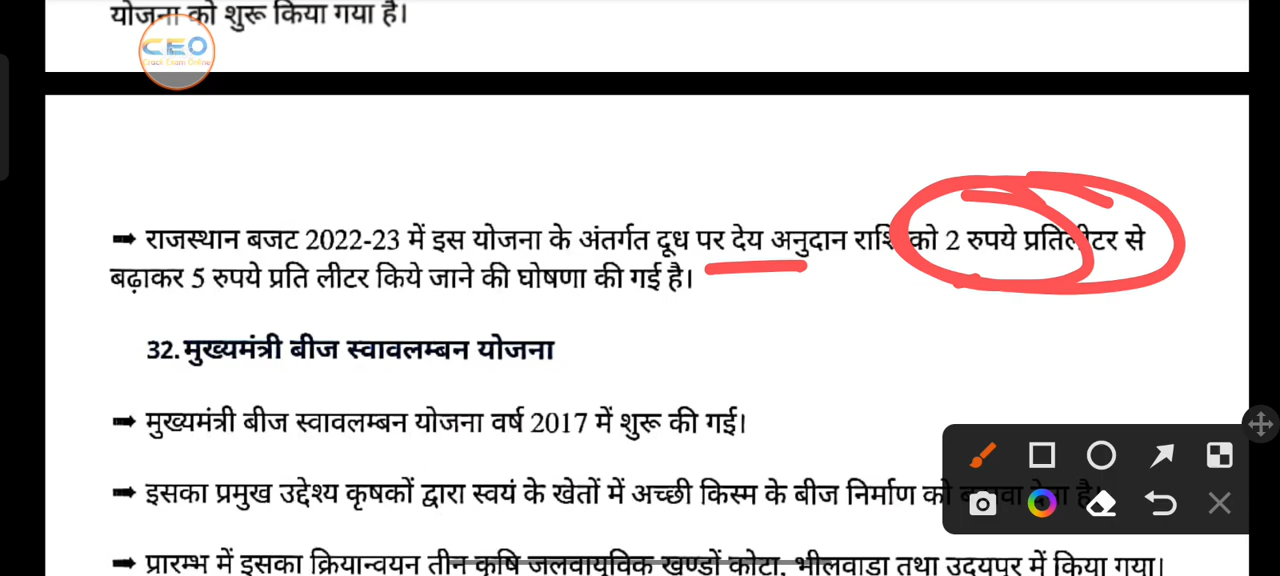 योजना को शुरू किया गया है।
CEO
Crack Exam Online
➡ राजस्थान बजट 2022-23 में इस योजना के अंतर्गत दूध पर देय अनुदान राशि को 2 रुपये प्रतिलीटर से
बढ़ाकर 5 रुपये प्रति लीटर किये जाने की घोषणा की गई है।
32. मुख्यमंत्री बीज स्वावलम्बन योजना
➡ मुख्यमंत्री बीज स्वावलम्बन योजना वर्ष 2017 में शुरू की गई।
➡ इसका प्रमुख उद्देश्य कृषकों द्वारा स्वयं के खेतों में अच्छी किस्म के बीज निर्माण को
➡ प्रारम्भ में इसका क्रियान्वयन तीन कृषि जलवायुविक खण्डों कोटा, भीलवाडा तथा उदयपुर में किया गया।